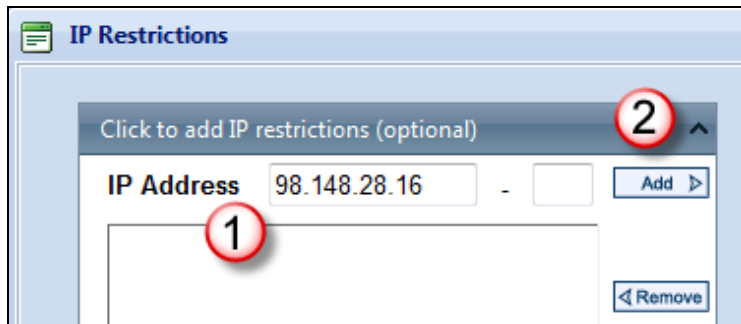 IP Restrictions
Click to add IP restrictions (optional)
2
IP Address 98.148.28.16 - Add
1
Remove